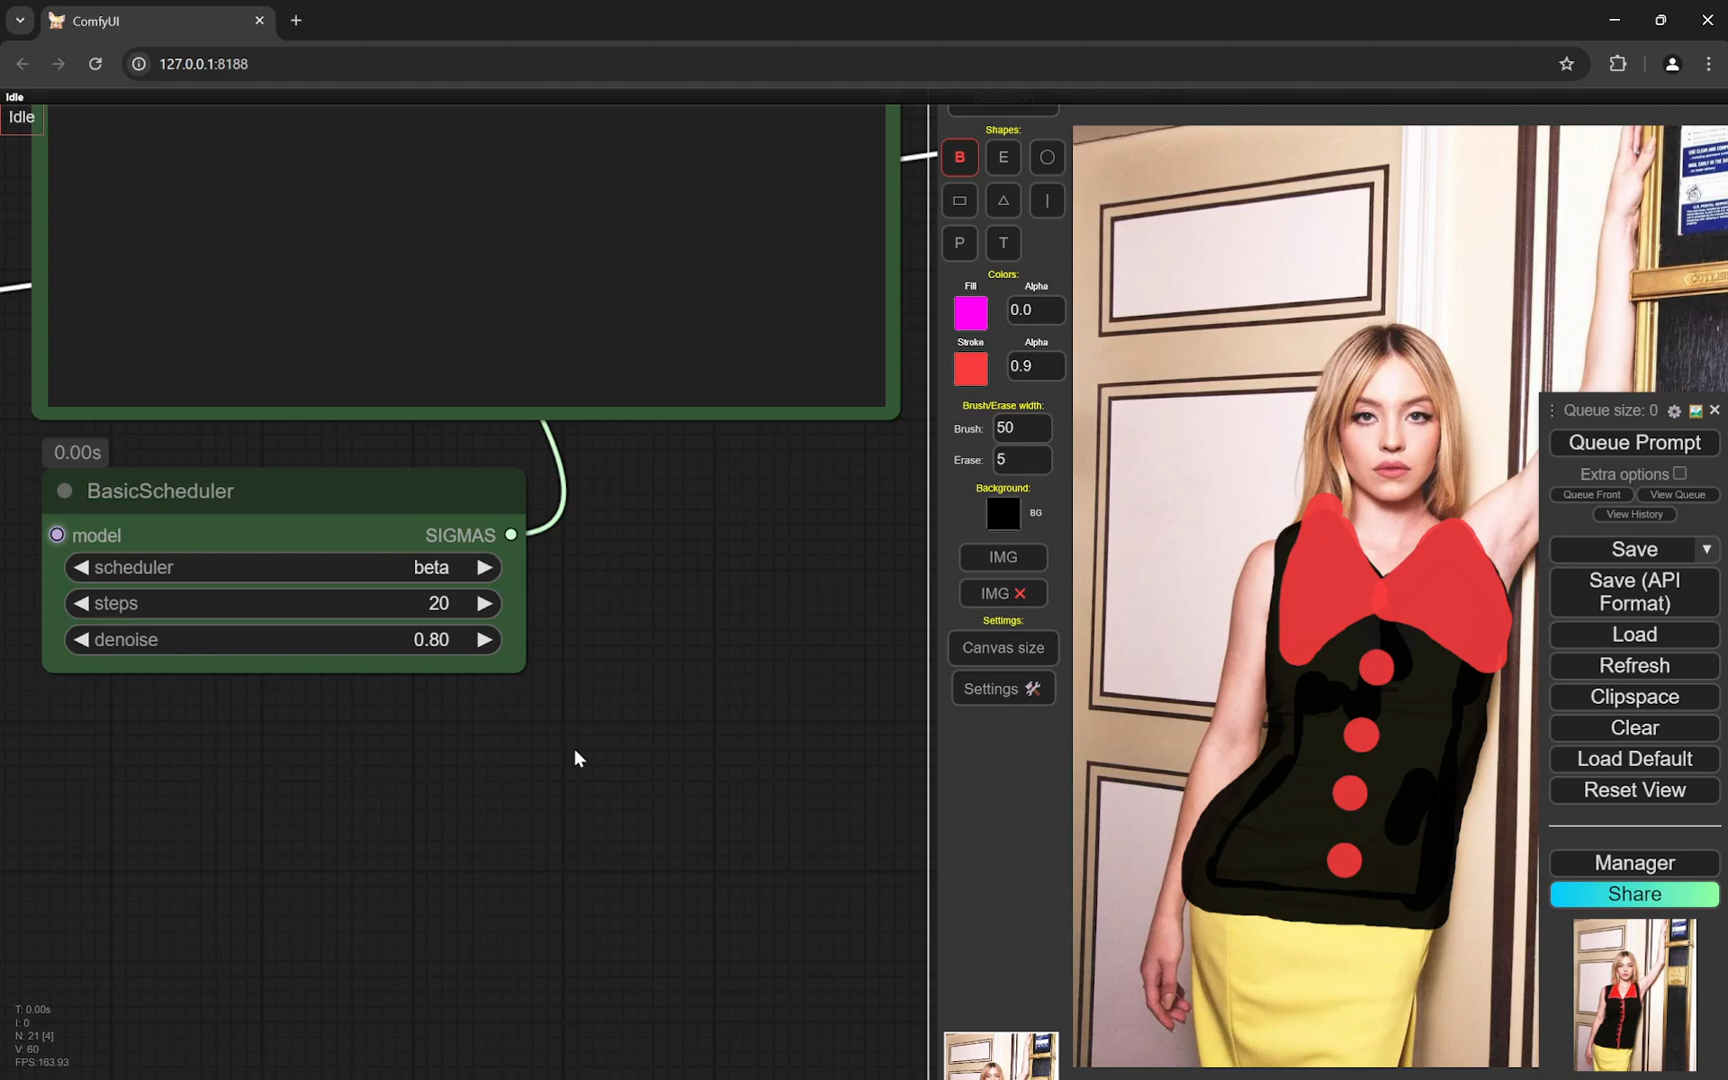 ComfyUI
127.0.0.1:8188
Idle
Idle
0.00s
BasicScheduler
model
SIGMAS
scheduler
beta
steps
20
denoise
0.80
T: 0.00s
I: 0
N: 21 [4]
V: 60
FPS:163.93
Shapes:
B
E
P
T
Colors:
Fill
Alpha
0.0
Stroke
Alpha
0.9
Brush/Erase width:
Brush:
50
Erase:
5
Background:
BG
IMG
IMG
Settimgs:
Canvas size
Settings
Queue size: 0
Queue Prompt
Extra options
Queue Front
View Queue
View History
Save
Save (API
Format)
Load
Refresh
Clipspace
Clear
Load Default
Reset View
Manager
Share